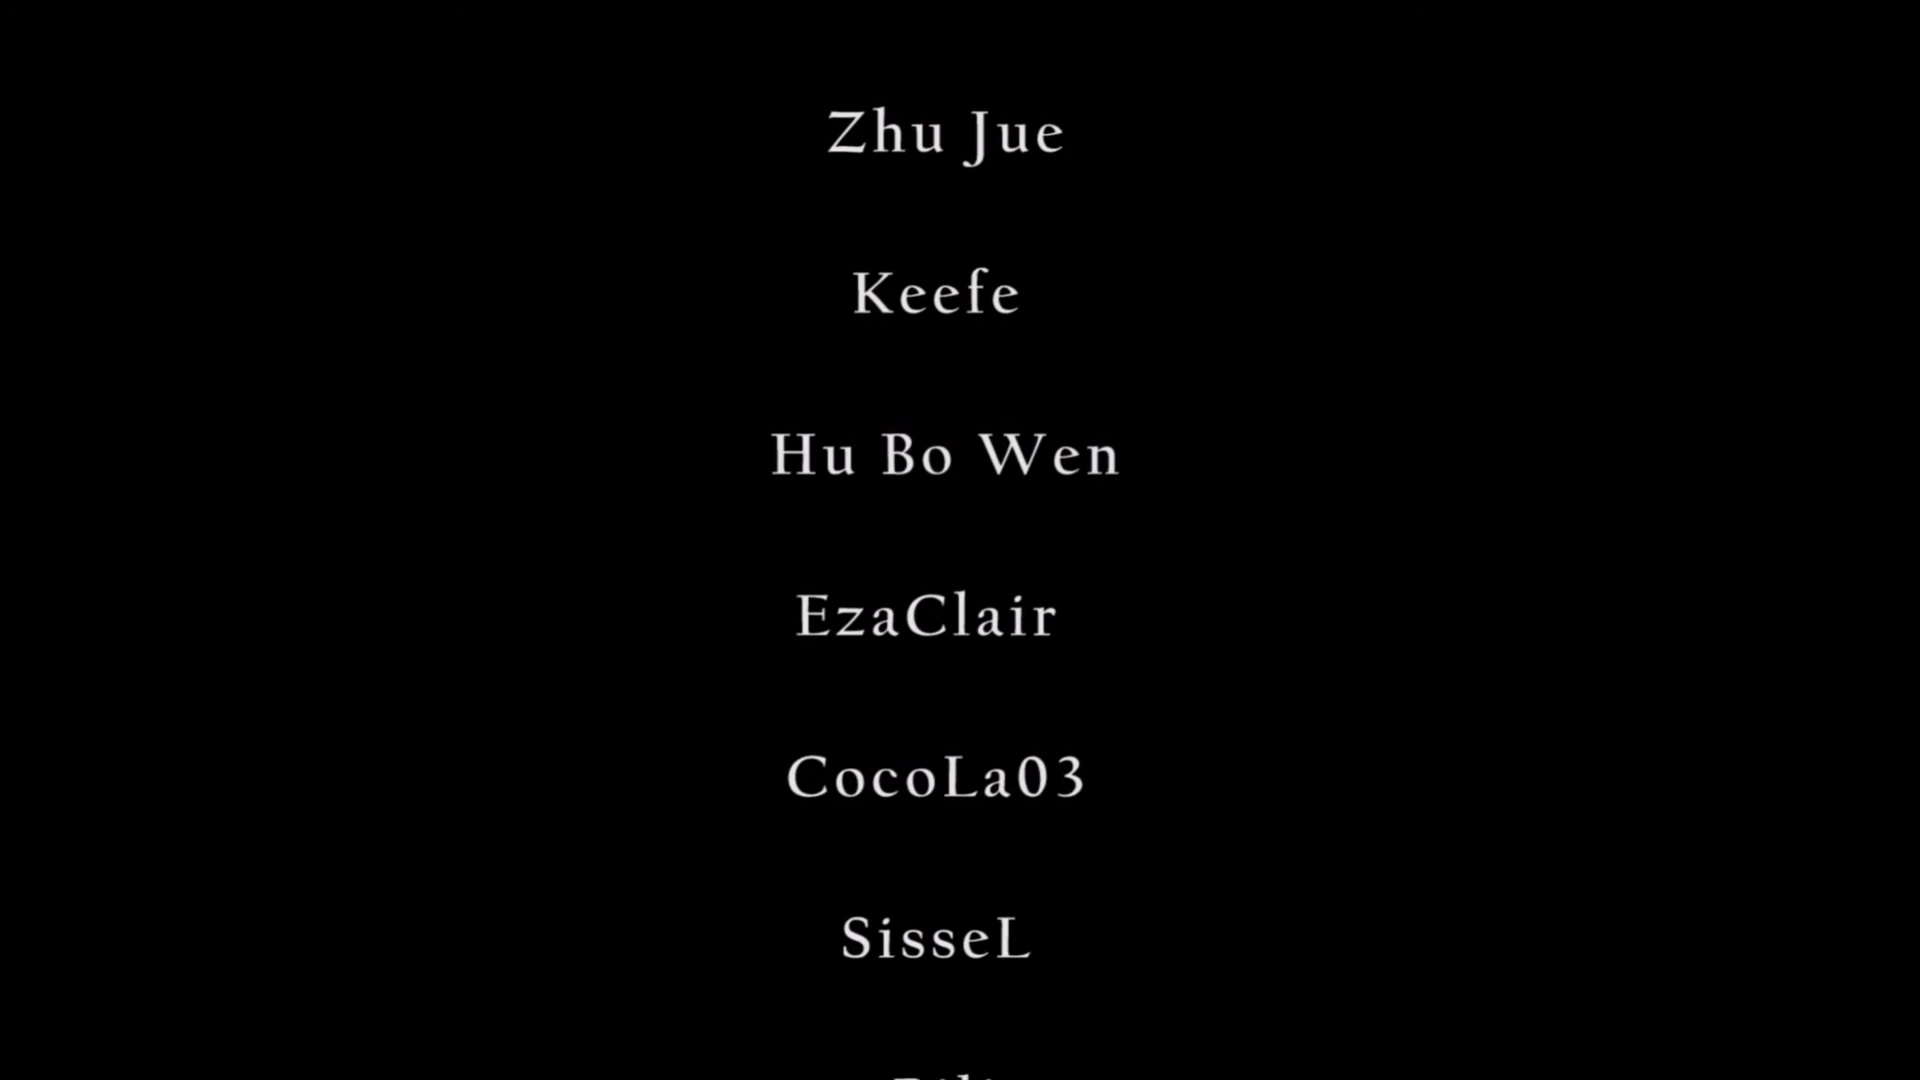 Zhu Jue
Keefe
Hu Bo Wen
EzaClair
CocoLa03
SisseL